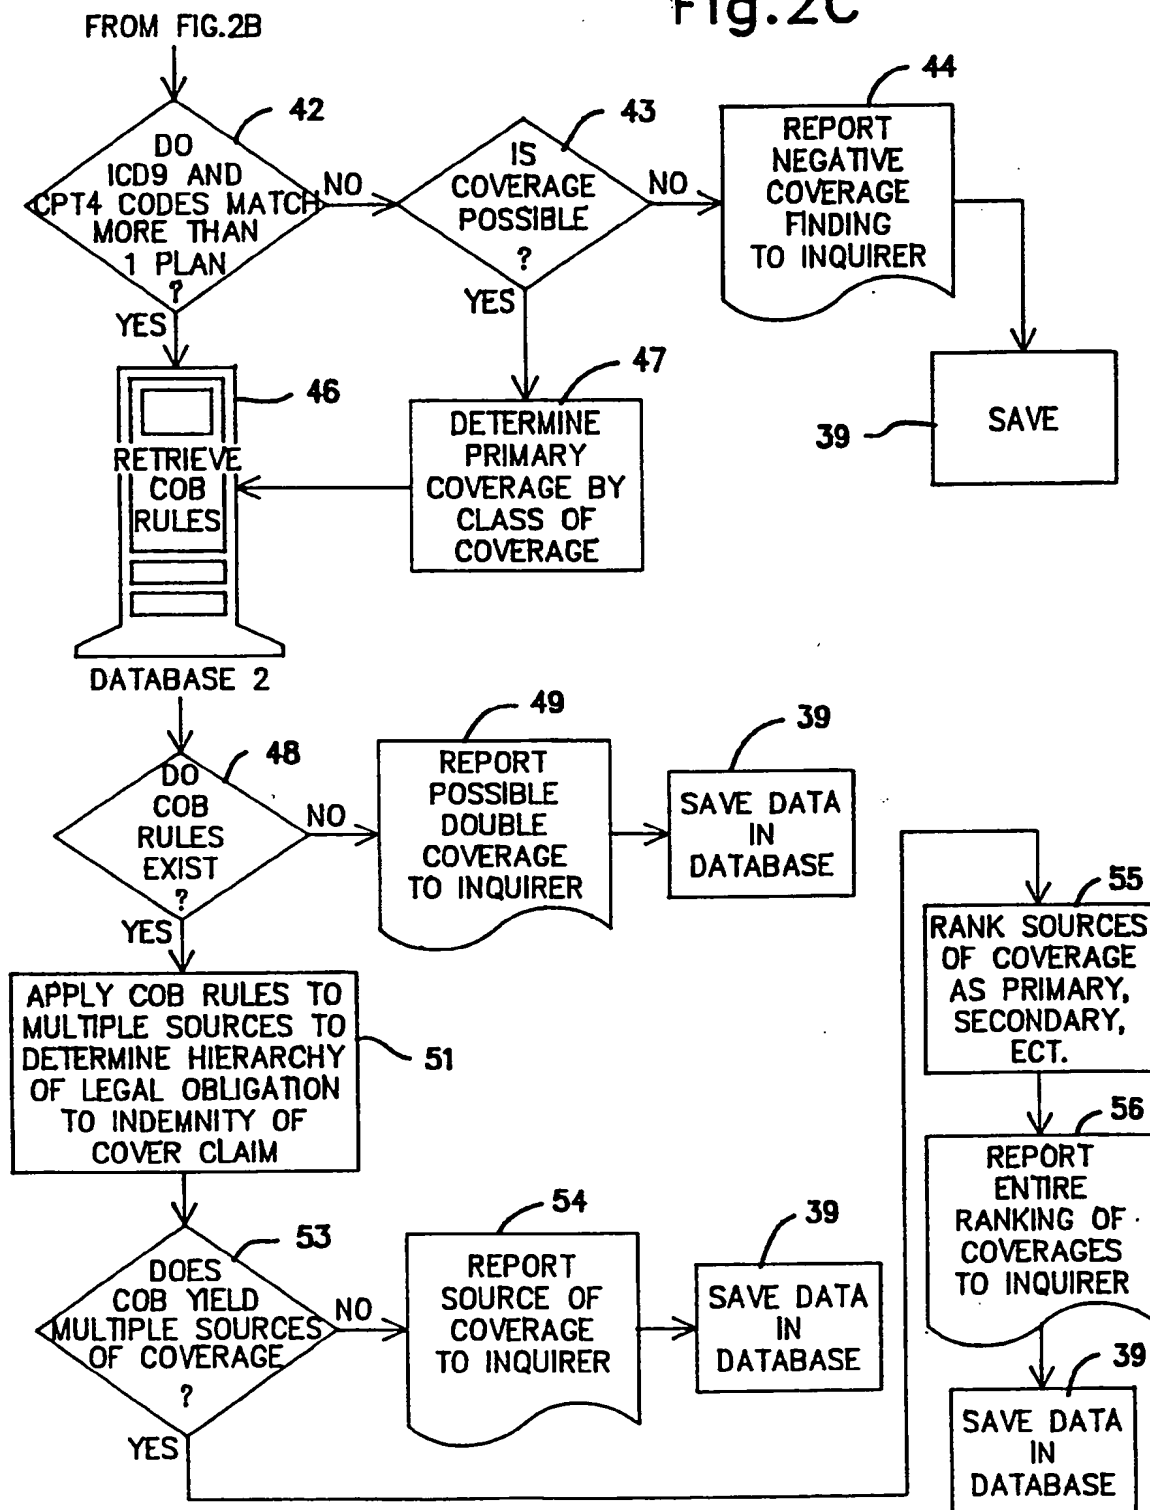 Fig.2C
FROM FIG.2B
42
DO
ICD9 AND
CPT4 CODES MATCH
MORE THAN
1 PLAN
?
NO
YES
43
IS
COVERAGE
POSSIBLE
?
NO
YES
44
REPORT
NEGATIVE
COVERAGE
FINDING
TO INQUIRER
39
SAVE
46
RETRIEVE
COB
RULES
DATABASE 2
47
DETERMINE
PRIMARY
COVERAGE BY
CLASS OF
COVERAGE
48
DO
COB
RULES
EXIST
?
NO
YES
49
REPORT
POSSIBLE
DOUBLE
COVERAGE
TO INQUIRER
39
SAVE DATA
IN
DATABASE
APPLY COB RULES TO
MULTIPLE SOURCES TO
DETERMINE HIERARCHY
OF LEGAL OBLIGATION
TO INDEMNITY OF
COVER CLAIM
51
53
DOES
COB YIELD
MULTIPLE SOURCES
OF COVERAGE
?
NO
YES
54
REPORT
SOURCE OF
COVERAGE
TO INQUIRER
39
SAVE DATA
IN
DATABASE
55
RANK SOURCES
OF COVERAGE
AS PRIMARY,
SECONDARY,
ECT.
56
REPORT
ENTIRE
RANKING OF
COVERAGES
TO INQUIRER
39
SAVE DATA
IN
DATABASE